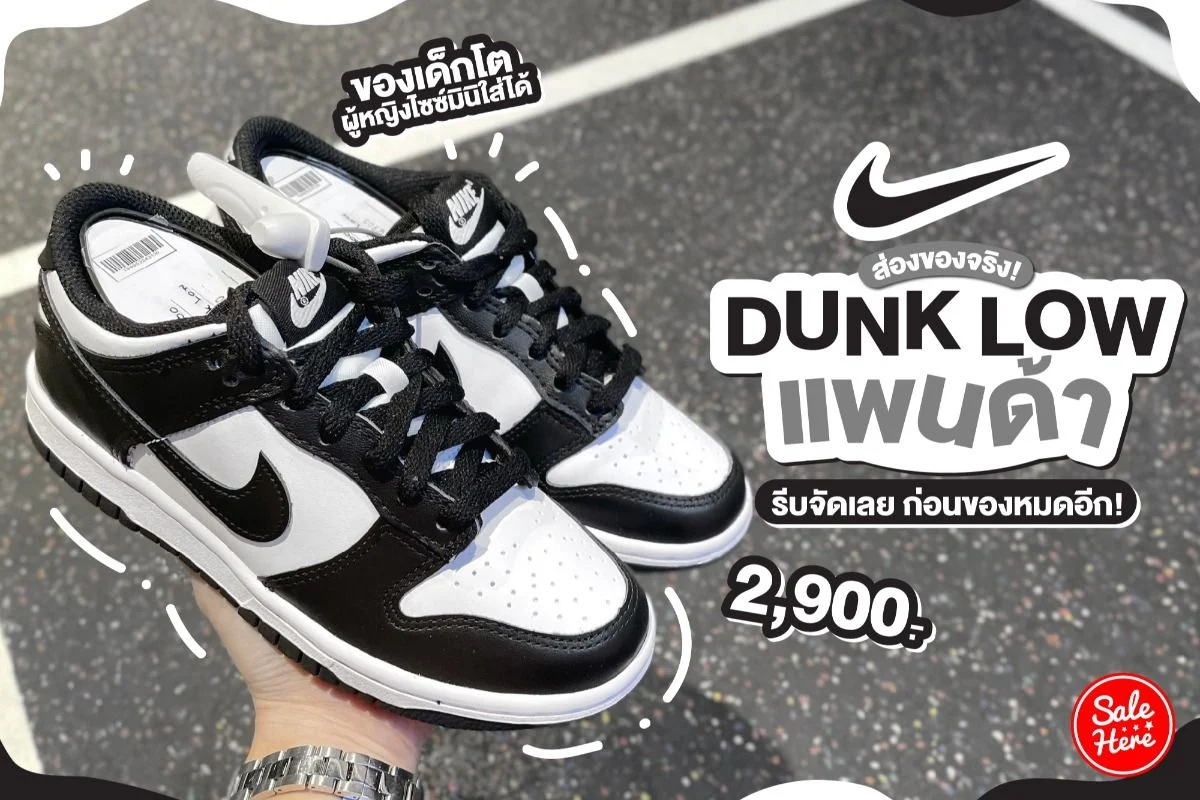 ของเด็กโต
ผู้หญิงไซซ์มินิใส่ได้
NIKE
NIKE
ส่องของจริง!
DUNK LOW
แพนด้า
รีบจัดเลย ก่อนของหมดอีก!
2,900.-
Sale
Here